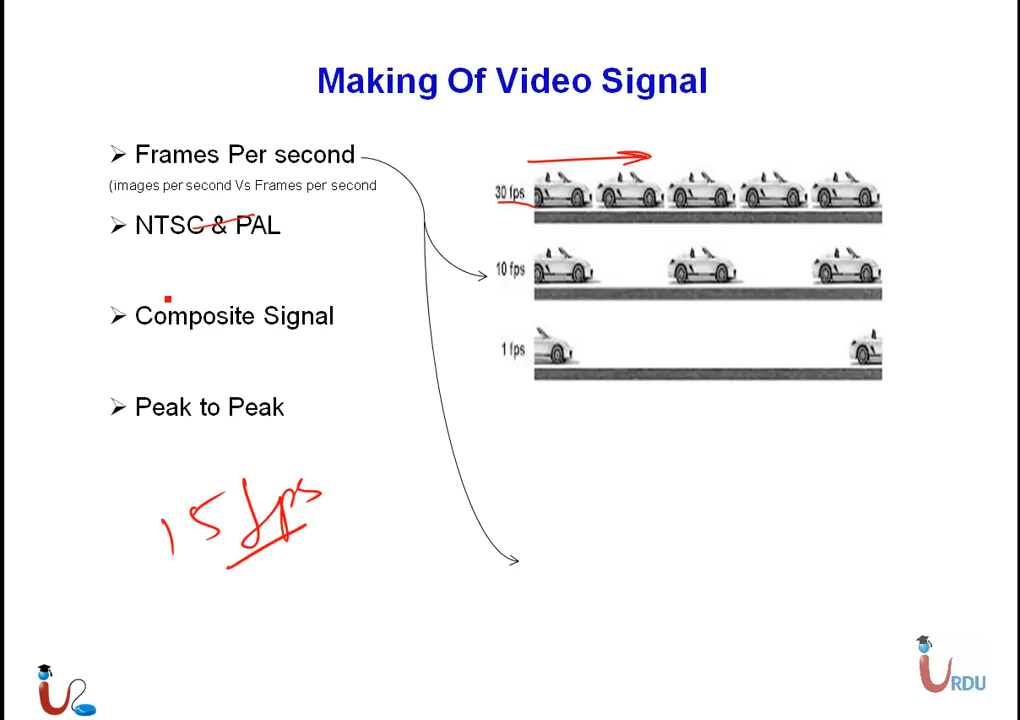 Making Of Video Signal
Frames Per second
(images per second Vs Frames per second
NTSC & PAL
Composite Signal
Peak to Peak
15 fps
30 fps
10 fps
1 fps
URDU